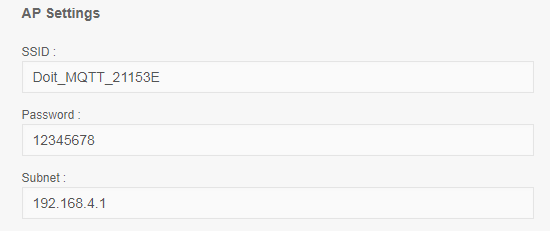 AP Settings
SSID :
Doit_MQTT_21153E
Password :
12345678
Subnet :
192.168.4.1